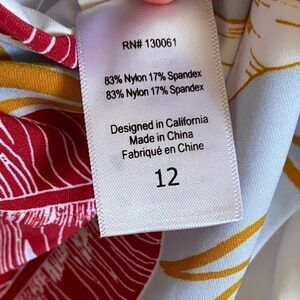 RN# 130061
83% Nylon 17% Spandex
83% Nylon 17% Spandex
Designed in California
Made in China
Fabriqué en Chine
12